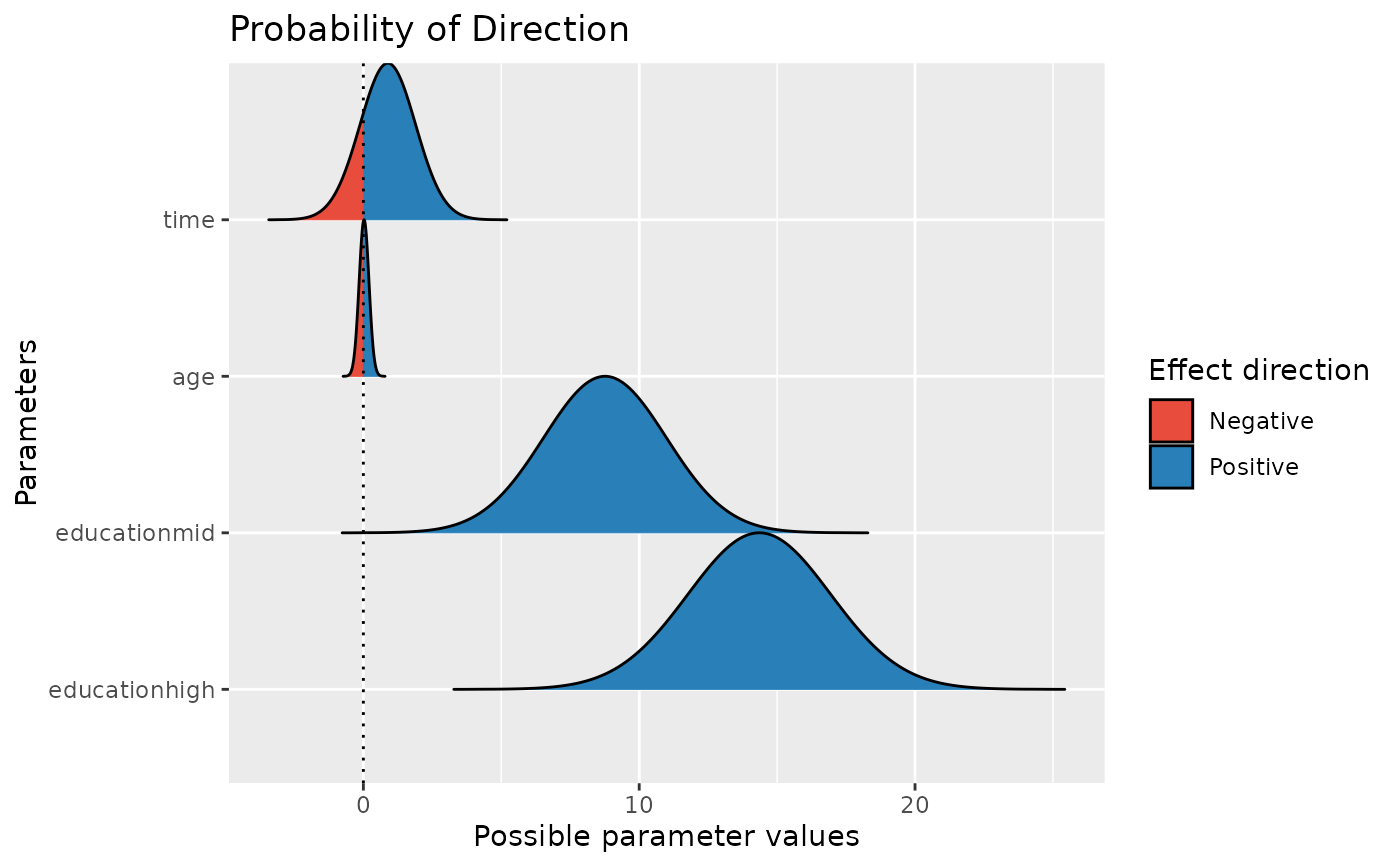 Probability of Direction
Parameters
time
age
educationmid
educationhigh
0
10
20
Possible parameter values
Effect direction
Negative
Positive